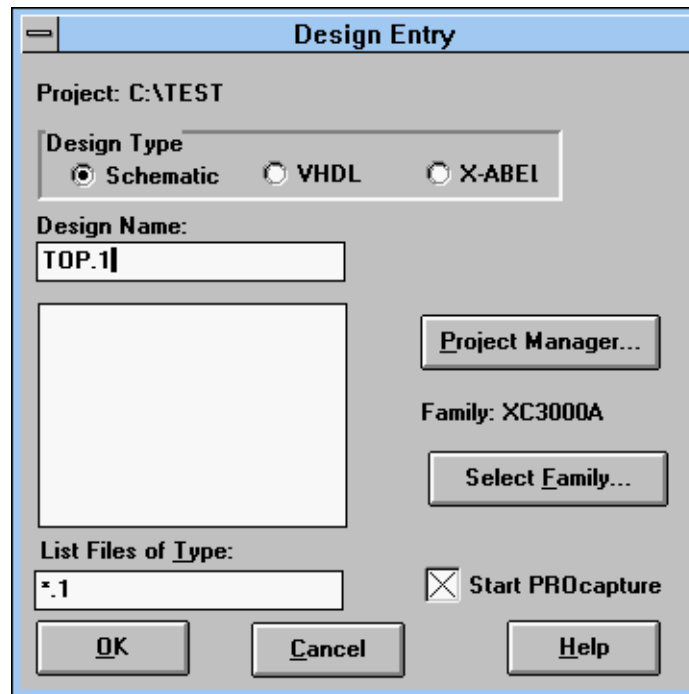 Design Entry
Project: C:\TEST
Design Type
Schematic VHDL X-ABEL
Design Name:
TOP.1
Project Manager...
Family: XC3000A
Select Family...
List Files of Type:
*.1
Start PROcapture
OK Cancel Help